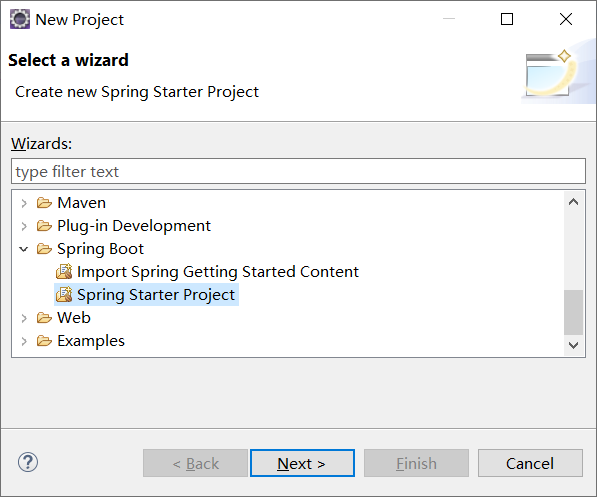 New Project
Select a wizard
Create new Spring Starter Project
Wizards:
type filter text
Maven
Plug-in Development
Spring Boot
Import Spring Getting Started Content
Spring Starter Project
Web
Examples
? < Back Next > Finish Cancel